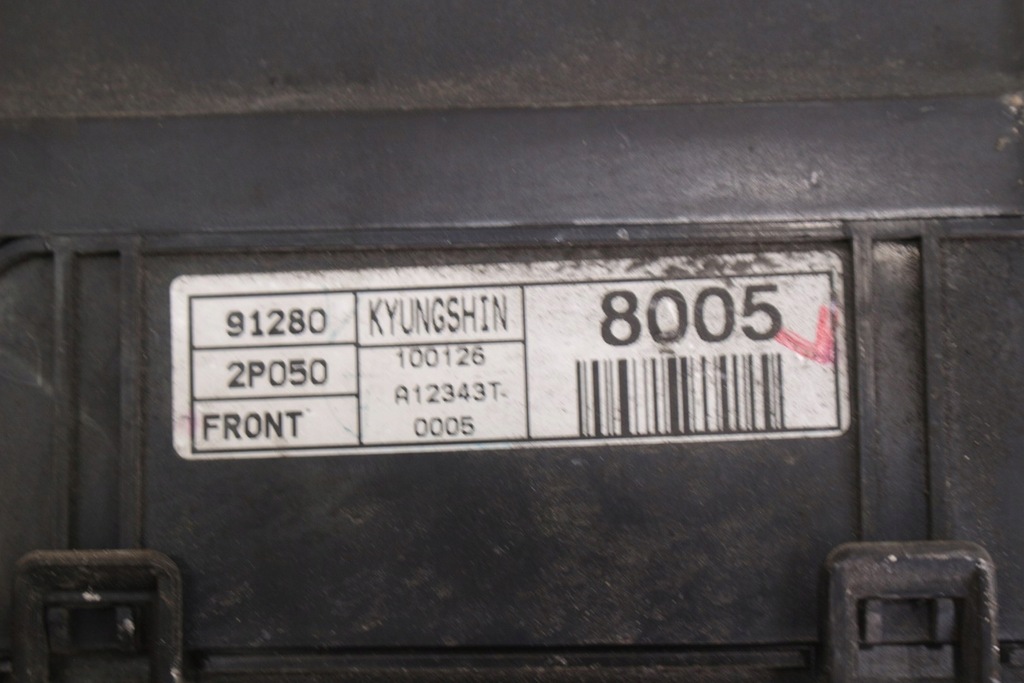 91280
2P050
FRONT
KYUNGSHIN
100126
A12343T-
0005
8005